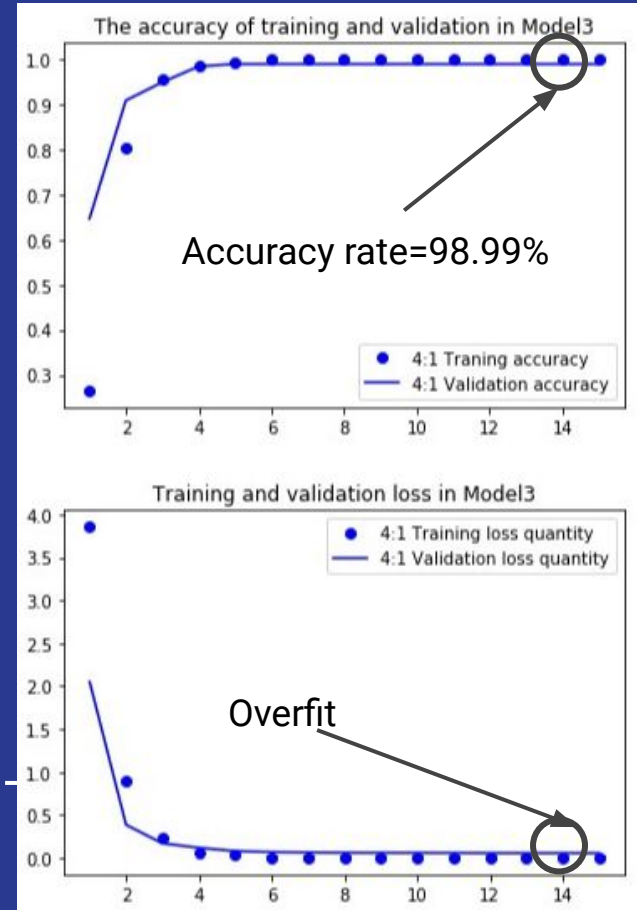 The accuracy of training and validation in Model3
1.0
0.9
0.8
0.7
0.6
0.5
0.4
0.3
Accuracy rate=98.99%
4:1 Traning accuracy
4:1 Validation accuracy
2 4 6 8 10 12 14
Training and validation loss in Model3
4.0
3.5
3.0
2.5
2.0
1.5
1.0
0.5
0.0
4:1 Training loss quantity
4:1 Validation loss quantity
Overfit
2 4 6 8 10 12 14